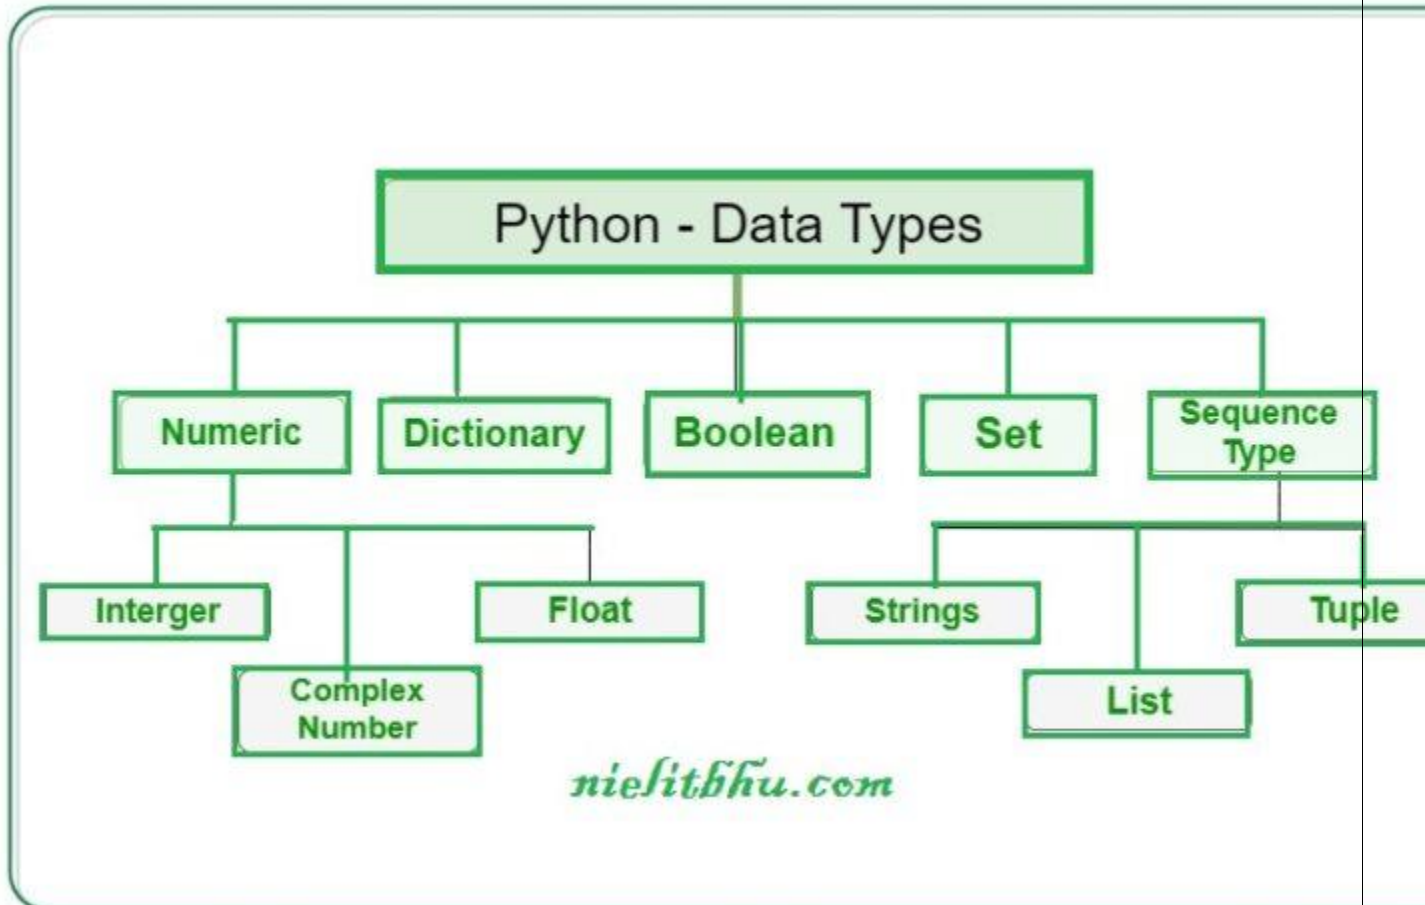 Python - Data Types
Numeric
Dictionary
Boolean
Set
Sequence
Type
Interger
Float
Strings
Tuple
Complex
Number
List
nielitbhu.com